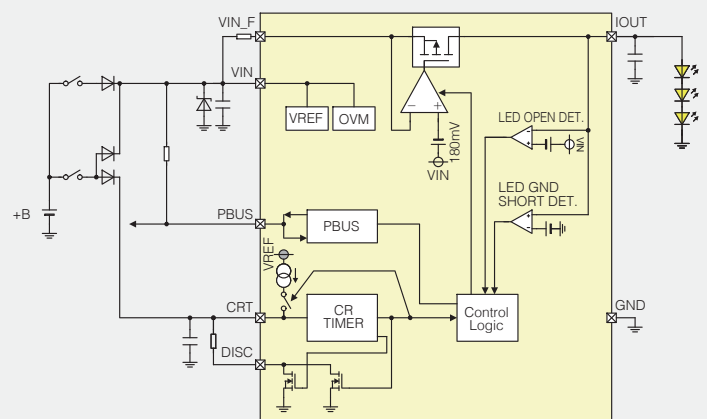 VIN_F
IOUT
VIN
VREF
OVM
−
+
180mV
VIN
LED OPEN DET.
-
+
VIN
LED GND
SHORT DET.
+
-
+B
PBUS
PBUS
VREF
CRT
CR
TIMER
Control
Logic
GND
DISC